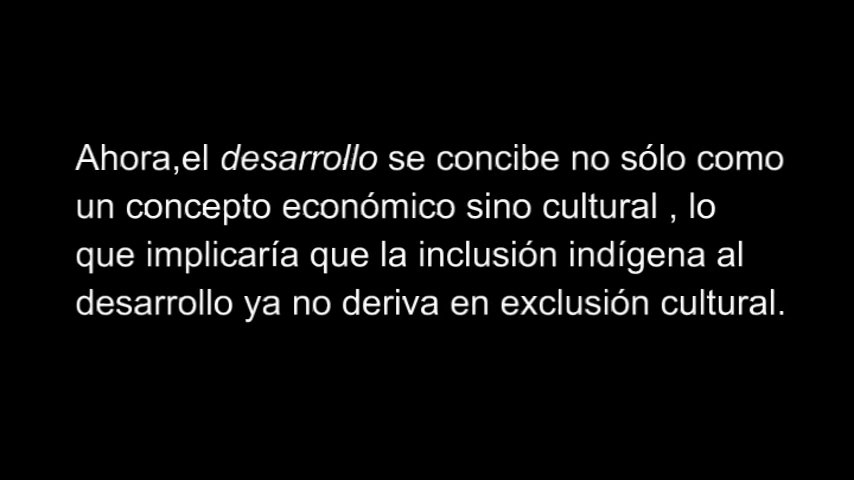 Ahora,el desarrollo se concibe no sólo como
un concepto económico sino cultural , lo
que implicaría que la inclusión indígena al
desarrollo ya no deriva en exclusión cultural.